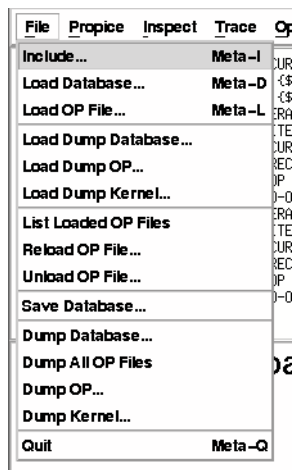 File Propice Inspect Trace Op
Include... Meta-I
Load Database... Meta-D
Load OP File... Meta-L
Load Dump Database...
Load Dump OP...
Load Dump Kernel...
List Loaded OP Files
Reload OP File...
Unload OP File...
Save Database...
Dump Database...
Dump All OP Files
Dump OP...
Dump Kernel...
Quit Meta-Q